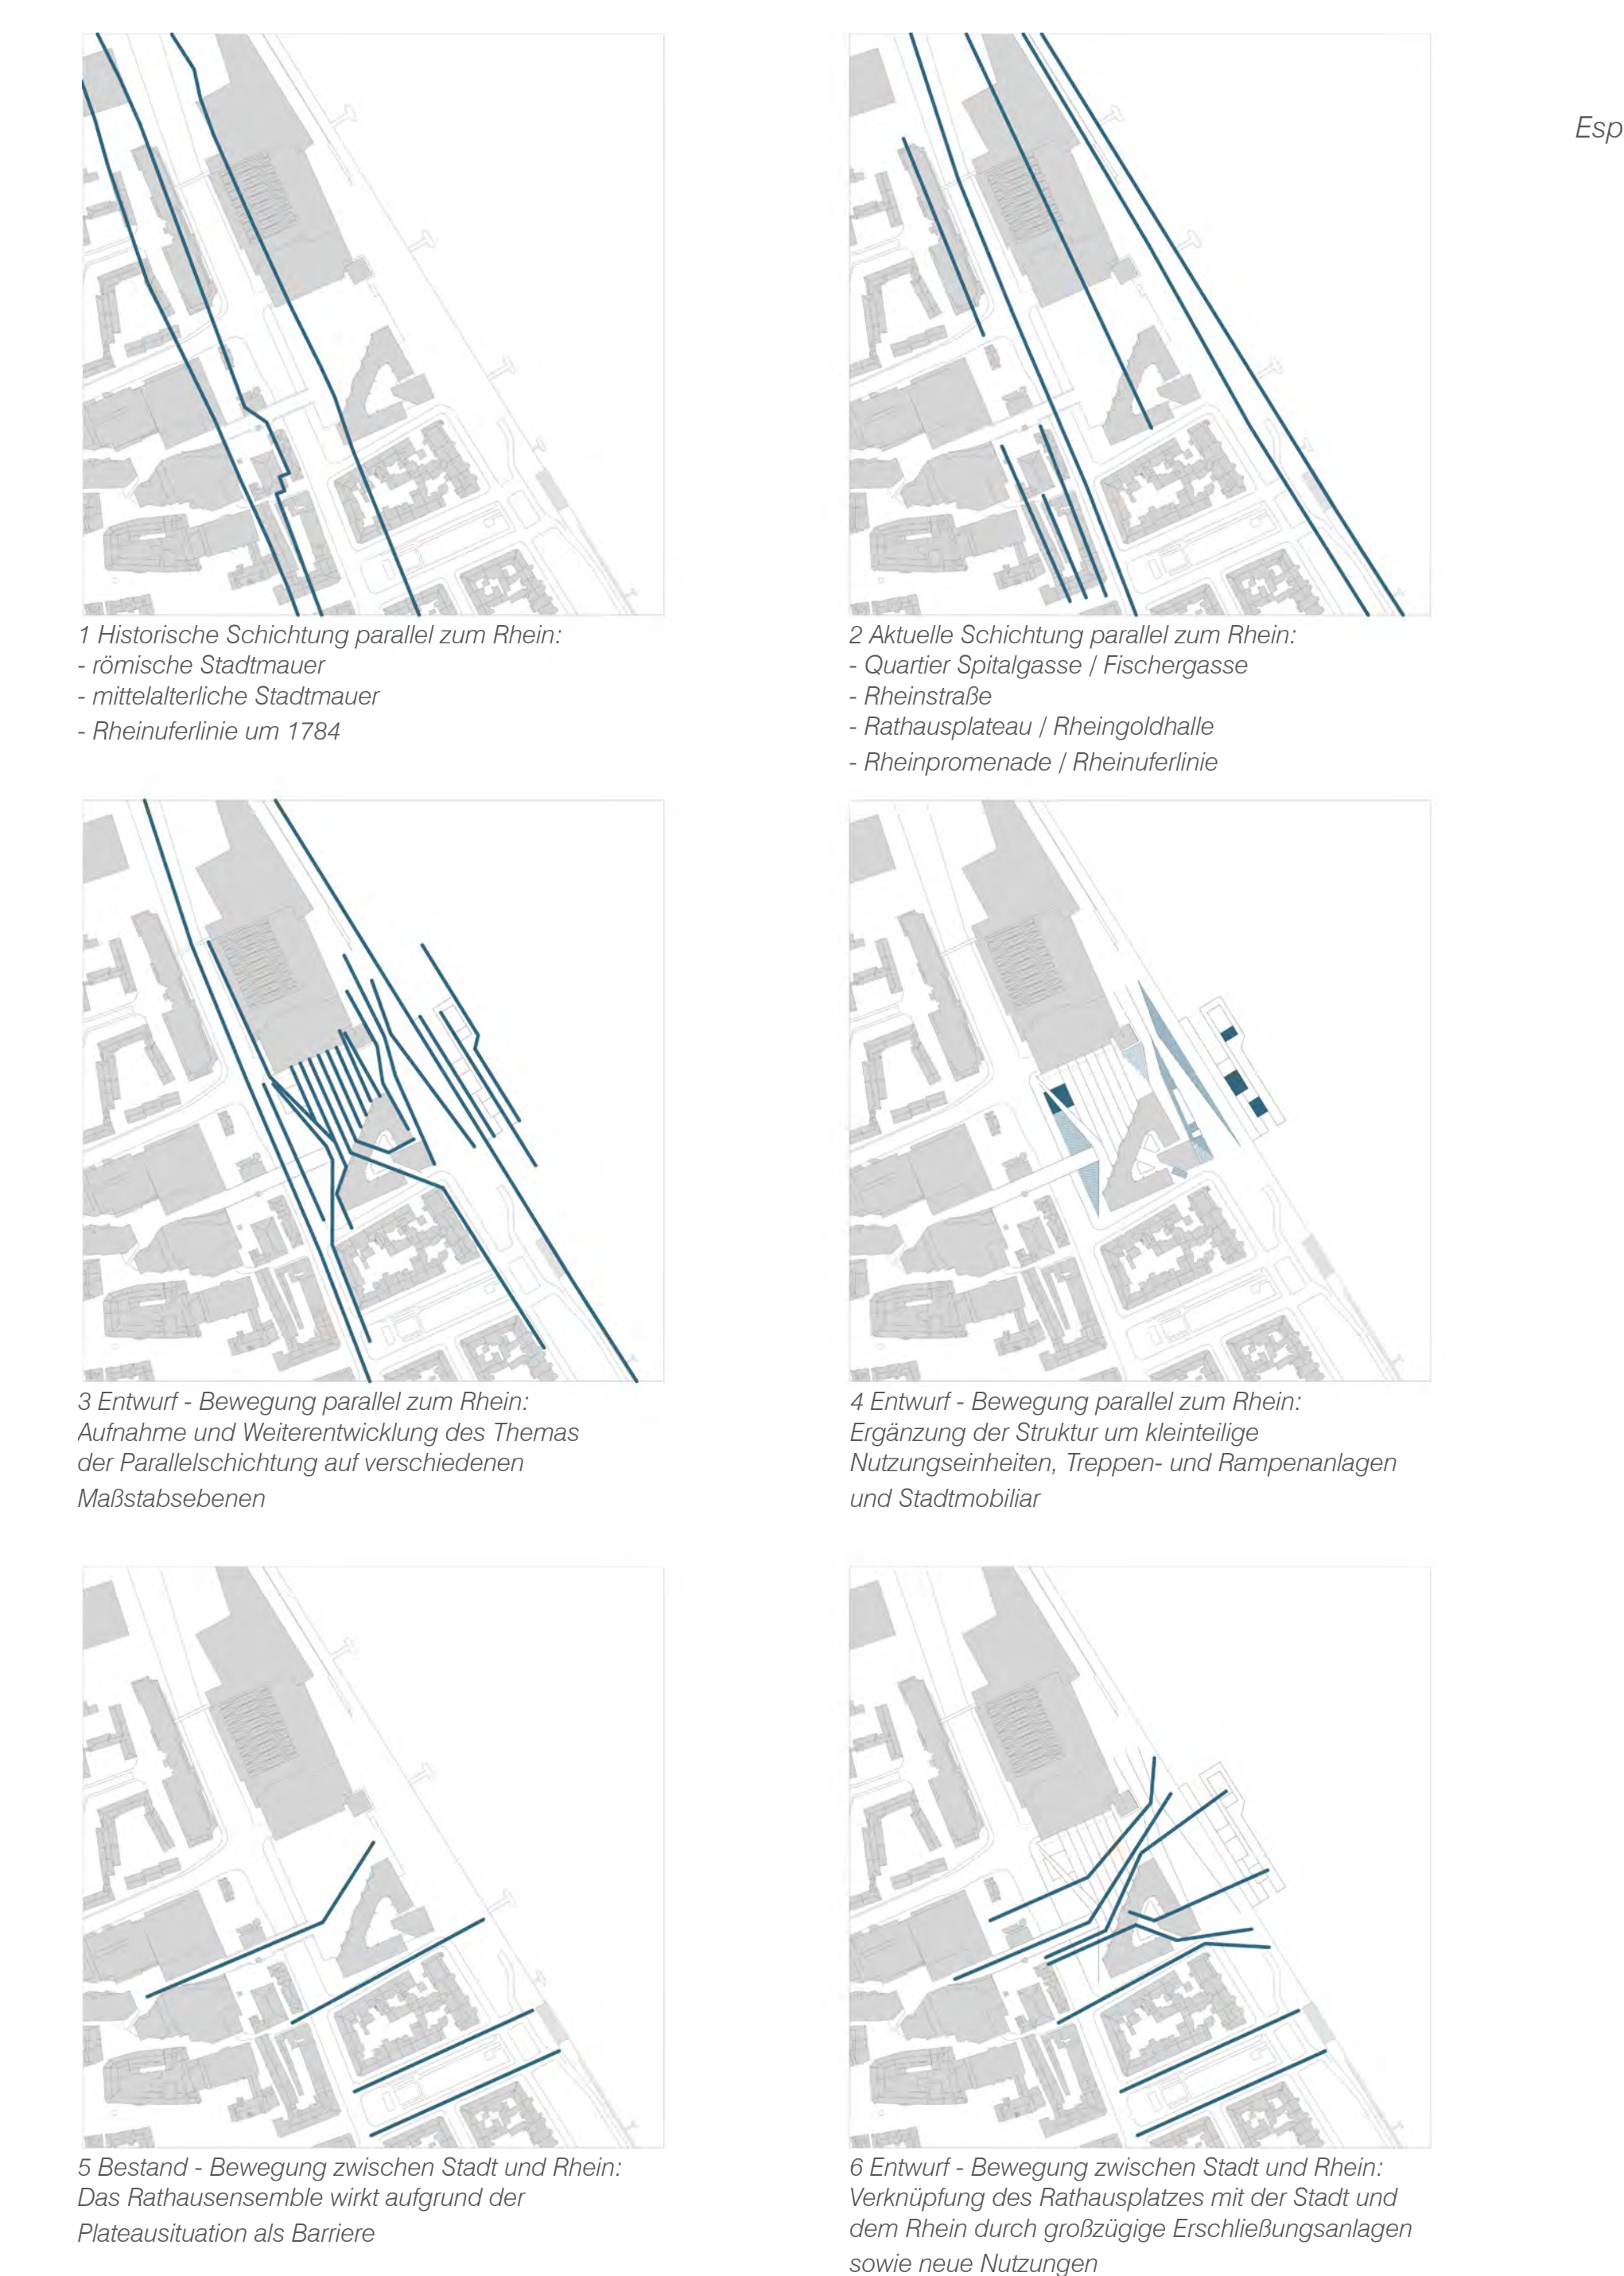 Esp
1 Historische Schichtung parallel zum Rhein:
- römische Stadtmauer
- mittelalterliche Stadtmauer
- Rheinuferlinie um 1784
2 Aktuelle Schichtung parallel zum Rhein:
- Quartier Spitalgasse / Fischergasse
- Rheinstraße
- Rathausplateau / Rheingoldhalle
- Rheinpromenade / Rheinuferlinie
3 Entwurf - Bewegung parallel zum Rhein:
Aufnahme und Weiterentwicklung des Themas
der Parallelschichtung auf verschiedenen
Maßstabsebenen
4 Entwurf - Bewegung parallel zum Rhein:
Ergänzung der Struktur um kleinteilige
Nutzungseinheiten, Treppen- und Rampenanlagen
und Stadtmobiliar
5 Bestand - Bewegung zwischen Stadt und Rhein:
Das Rathausensemble wirkt aufgrund der
Plateausituation als Barriere
6 Entwurf - Bewegung zwischen Stadt und Rhein:
Verknüpfung des Rathausplatzes mit der Stadt und
dem Rhein durch großzügige Erschließungsanlagen
sowie neue Nutzungen